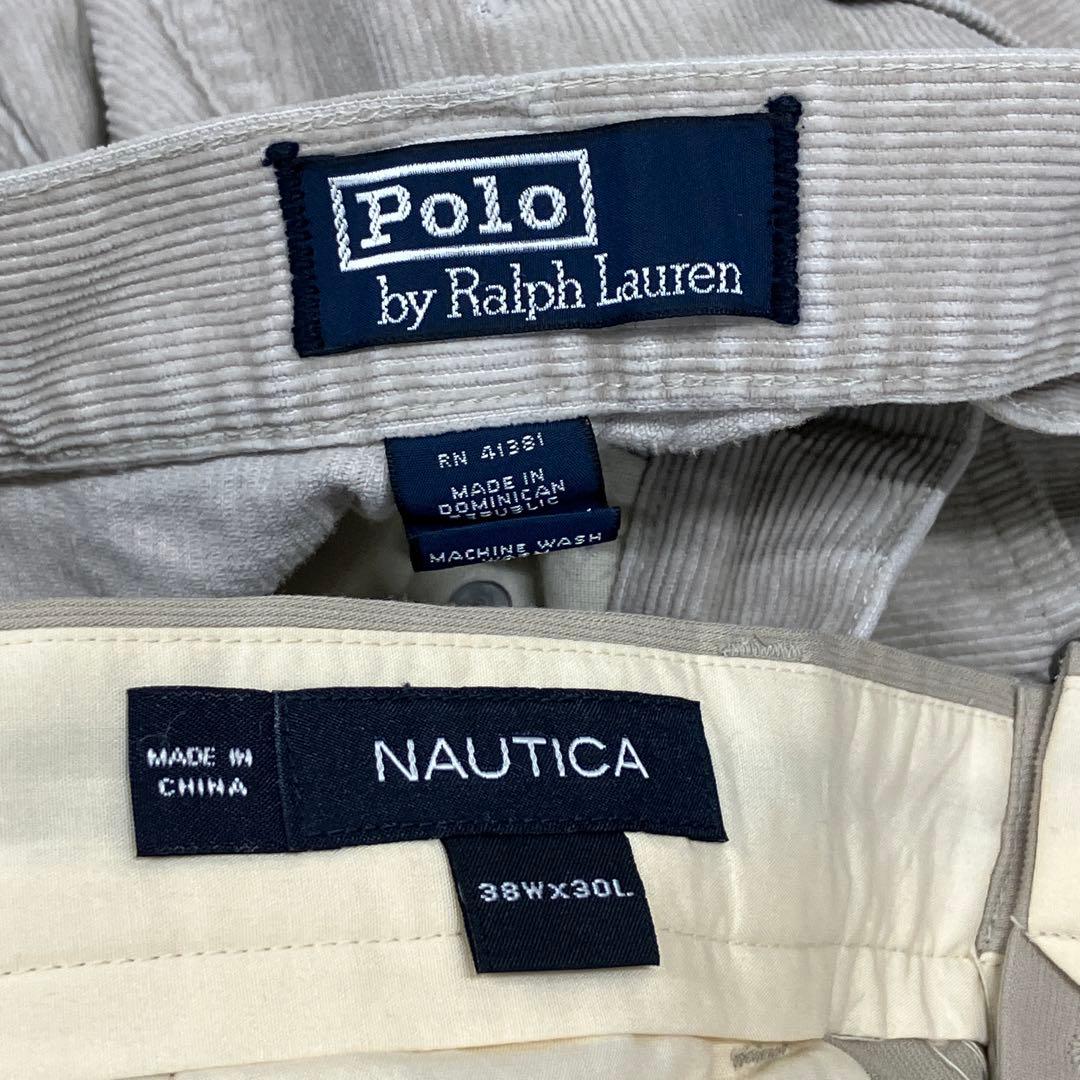 Polo
by Ralph Lauren
RN 41381
MADE IN
DOMINICAN
REPUBLIC
MACHINE WASH
MADE IN
CHINA
NAUTICA
38WX30L